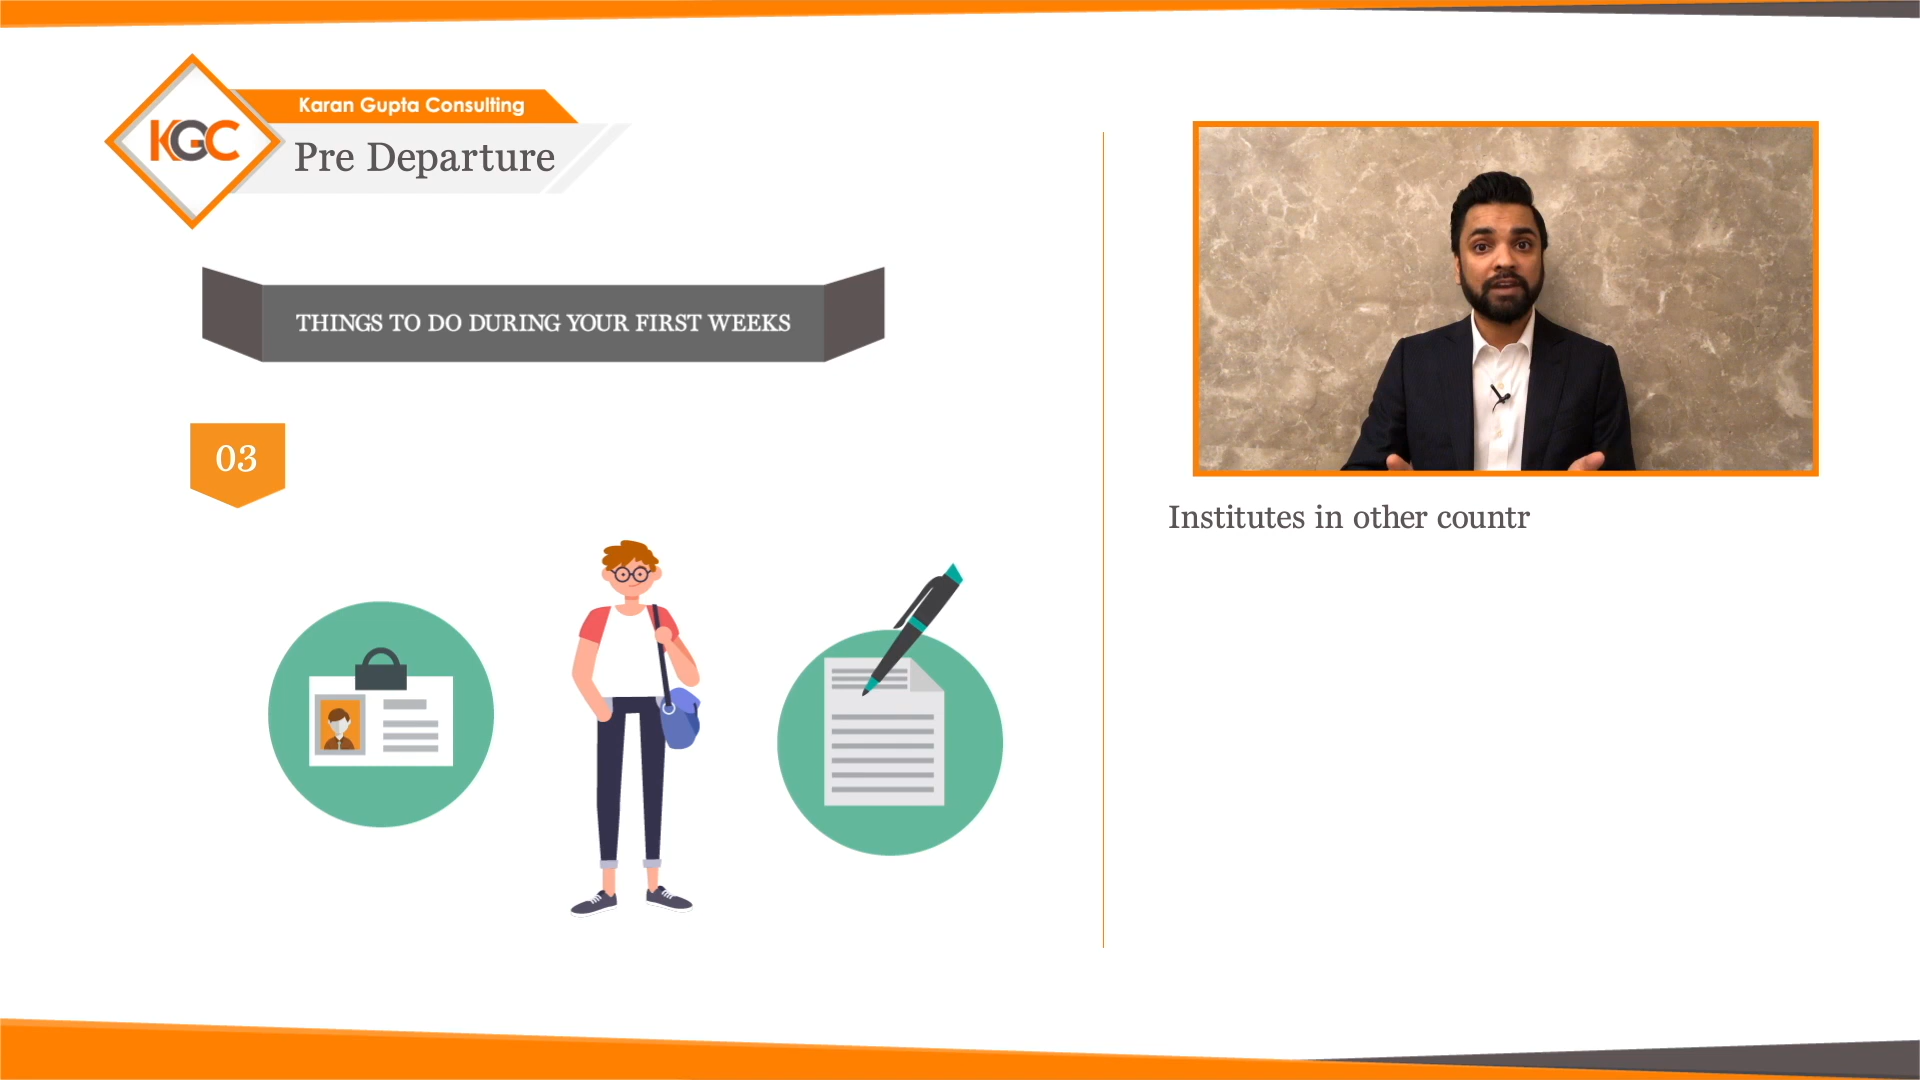 KGC
Karan Gupta Consulting
Pre Departure
THINGS TO DO DURING YOUR FIRST WEEKS
03
Institutes in other countr